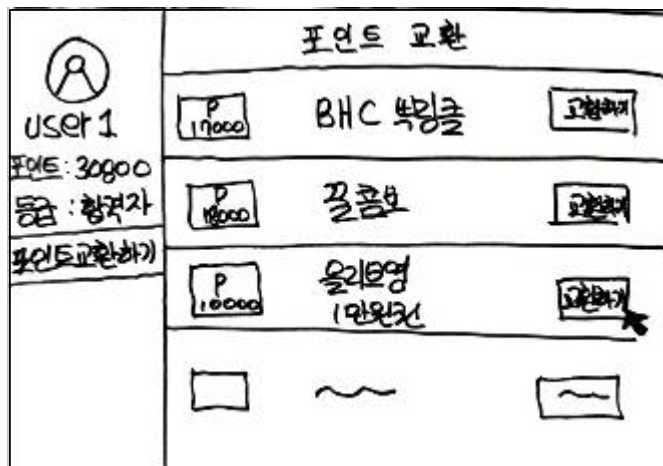 user1
포인트: 30800
등급 : 합격자
포인트교환하기
포인트 교환
P
17000
BHC 뿌링클
교환하기
P
18000
꿀콤보
교환하기
P
10000
올리브영
1만원권
교환하기